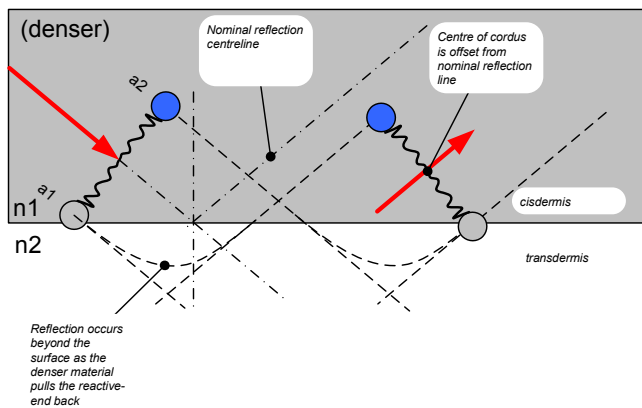 (denser)
Nominal reflection
centreline
Centre of cordus
is offset from
nominal reflection
line
a2
a1
n1
cisdermis
n2
transdermis
Reflection occurs
beyond the
surface as the
denser material
pulls the reactive-
end back